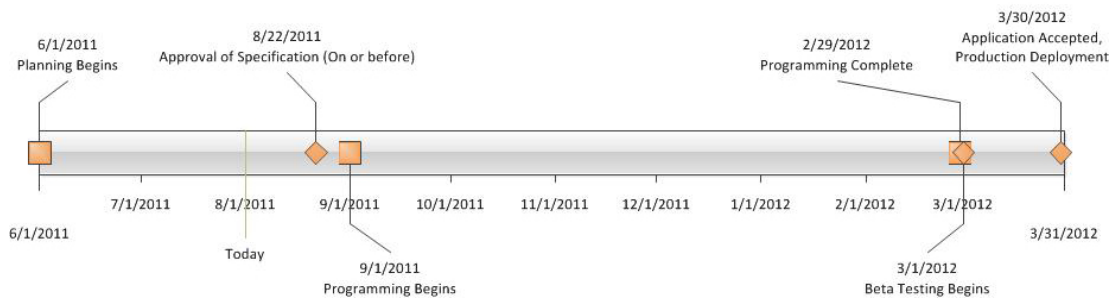 6/1/2011
Planning Begins
8/22/2011
Approval of Specification (On or before)
2/29/2012
Programming Complete
3/30/2012
Application Accepted,
Production Deployment
7/1/2011
8/1/2011
9/1/2011
10/1/2011
11/1/2011
12/1/2011
1/1/2012
2/1/2012
3/1/2012
6/1/2011
3/31/2012
Today
9/1/2011
Programming Begins
3/1/2012
Beta Testing Begins